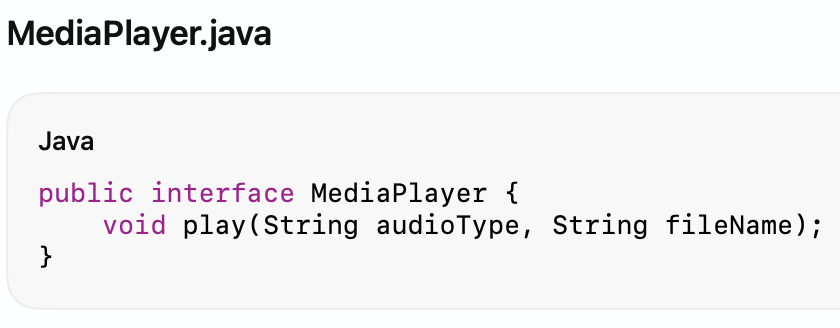 MediaPlayer.java
Java
public interface MediaPlayer {
    void play(String audioType, String fileName);
}